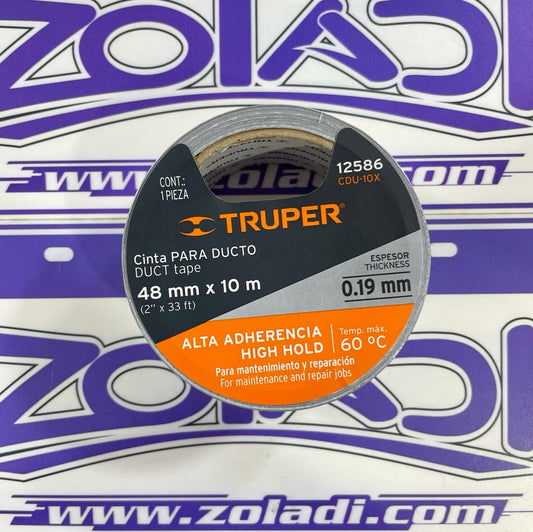 ZOLADI
www.zoladi.com
CONT.:
1 PIEZA
12586
CDU-10X
TRUPER®
Cinta PARA DUCTO
DUCT tape
48 mm x 10 m
(2" x 33 ft)
ESPESOR
THICKNESS
0.19 mm
ALTA ADHERENCIA
HIGH HOLD
Temp. máx.
60 °C
Para mantenimiento y reparación
For maintenance and repair jobs
ZOLADI
www.zoladi.com